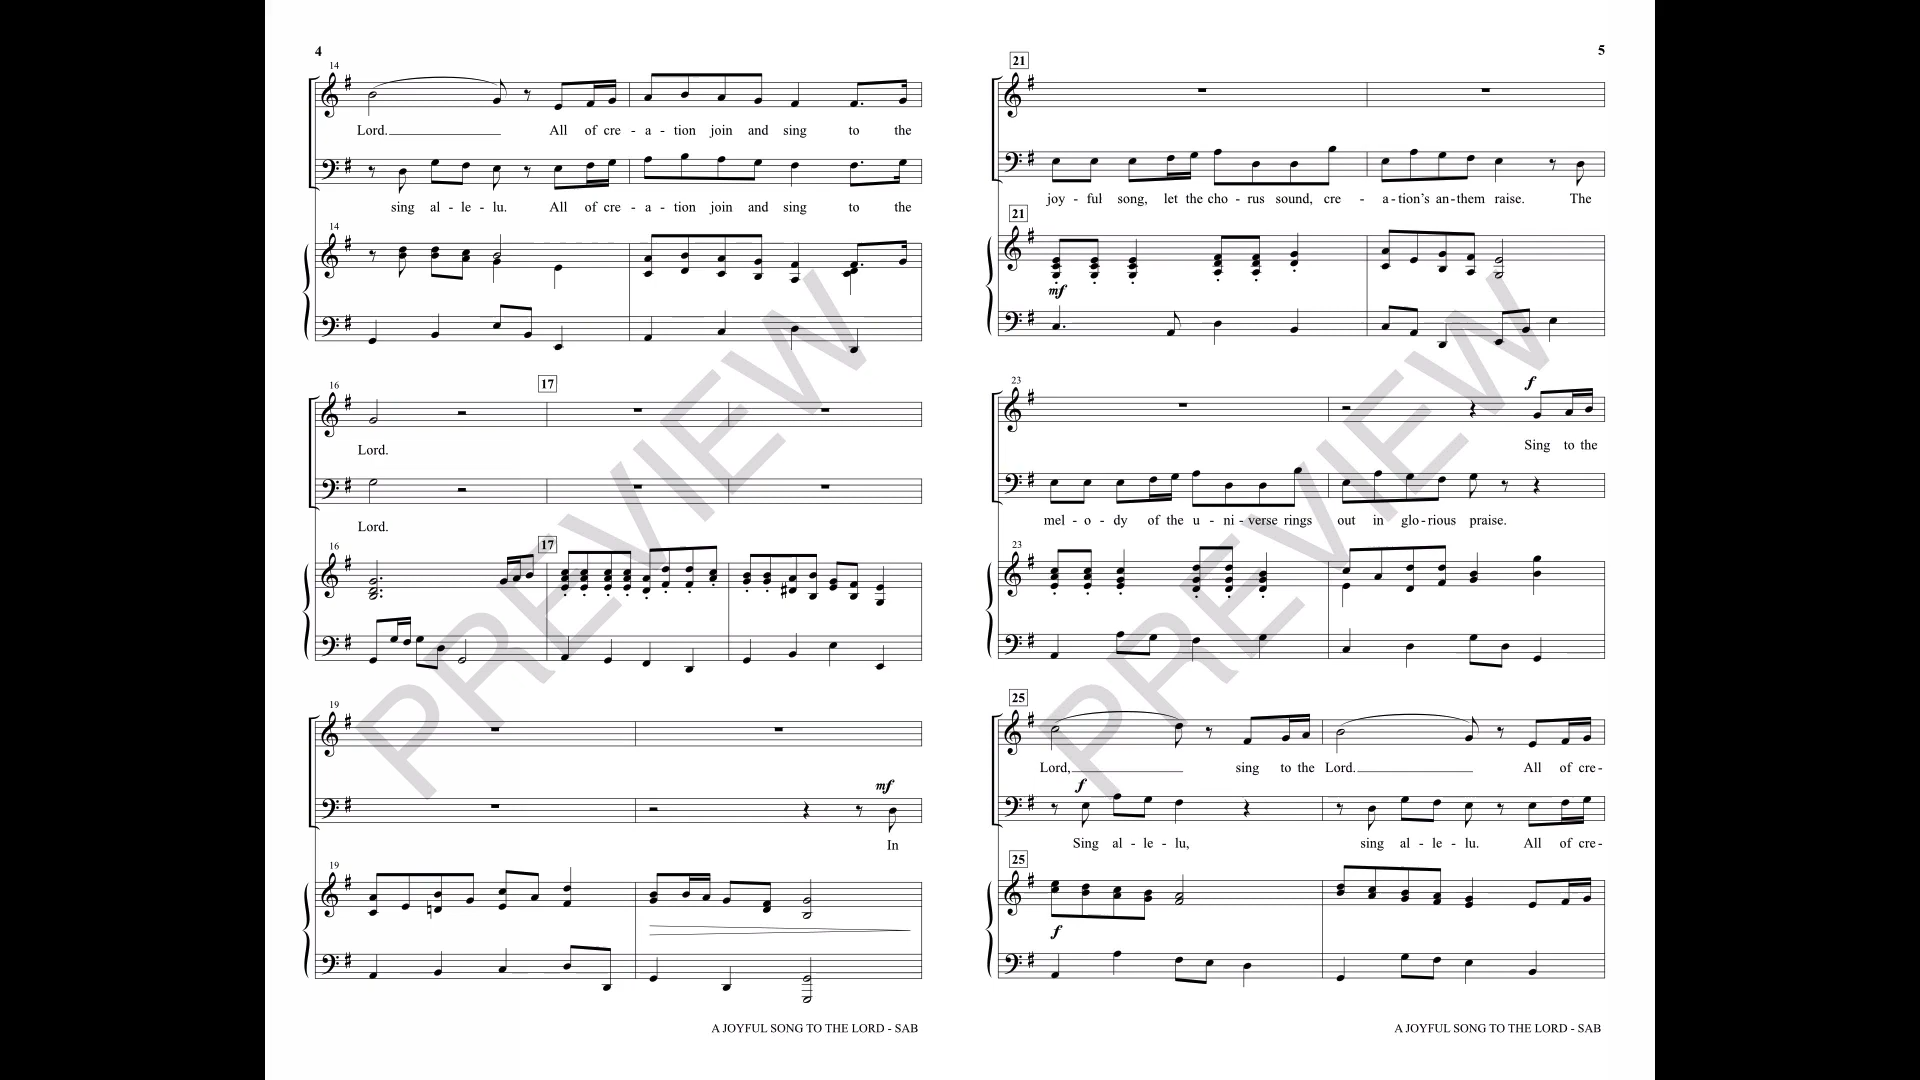 4
14
Lord. All of cre - a - tion join and sing to the
sing al - le - lu. All of cre - a - tion join and sing to the
14
16
17
Lord.
Lord.
16
17
19
mf
In
19
A JOYFUL SONG TO THE LORD - SAB
5
21
joy - ful song, let the cho - rus sound, cre - a - tion's an - them raise. The
21
mf
23
f
Sing to the
mel - o - dy of the u - ni - verse rings out in glo - rious praise.
23
25
Lord, sing to the Lord. All of cre -
f
Sing al - le - lu, sing al - le - lu. All of cre -
25
f
A JOYFUL SONG TO THE LORD - SAB
PREVIEW
PREVIEW